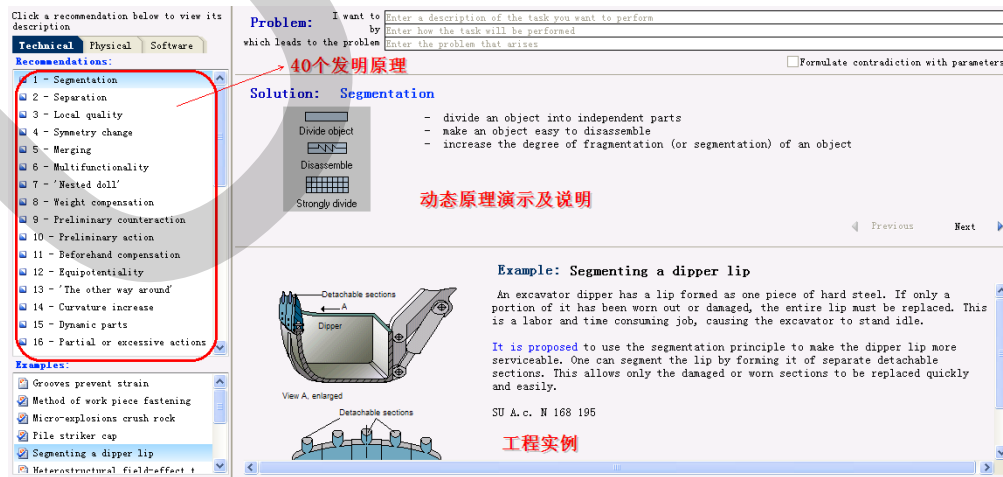 Click a recommendation below to view its
description
Technical Physical Software
Recommendations:
1 - Segmentation
2 - Separation
3 - Local quality
4 - Symmetry change
5 - Merging
6 - Multifunctionality
7 - 'Nested doll'
8 - Weight compensation
9 - Preliminary counteraction
10 - Preliminary action
11 - Beforehand compensation
12 - Equipotentiality
13 - 'The other way around'
14 - Curvature increase
15 - Dynamic parts
16 - Partial or excessive actions
Examples:
Grooves prevent strain
Method of work piece fastening
Micro-explosions crush rock
Pile striker cap
Segmenting a dipper lip
Heterostructural field-effect t
Problem:
I want to Enter a description of the task you want to perform
by Enter how the task will be performed
which leads to the problem Enter the problem that arises
Formulate contradiction with parameters
40个发明原理
Solution: Segmentation
Divide object
Disassemble
Strongly divide
- divide an object into independent parts
- make an object easy to disassemble
- increase the degree of fragmentation (or segmentation) of an object
动态原理演示及说明
Previous Next
Detachable sections
A
Dipper
View A, enlarged
Detachable sections
Example: Segmenting a dipper lip
An excavator dipper has a lip formed as one piece of hard steel. If only a
portion of it has been worn out or damaged, the entire lip must be replaced. This
is a labor and time consuming job, causing the excavator to stand idle.
It is proposed to use the segmentation principle to make the dipper lip more
serviceable. One can segment the lip by forming it of separate detachable
sections. This allows only the damaged or worn sections to be replaced quickly
and easily.
SU A.c. N 168 195
工程实例